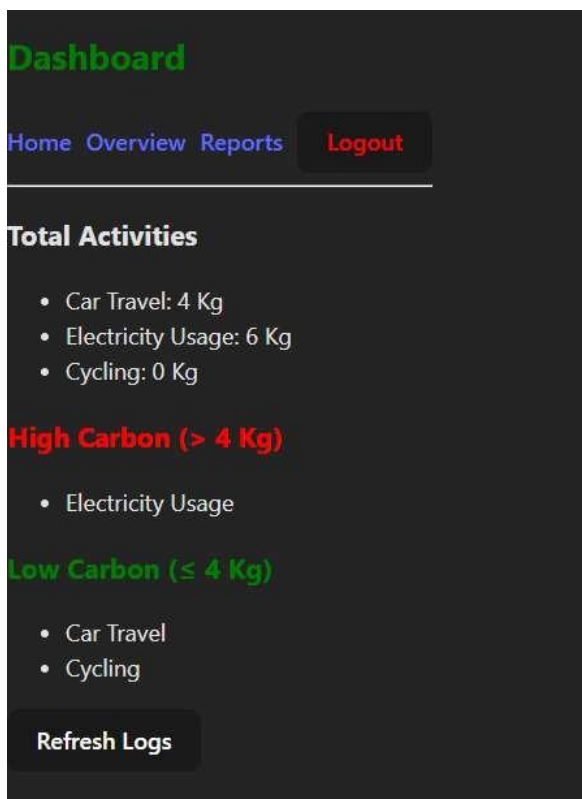 Dashboard
Home Overview Reports Logout
Total Activities
• Car Travel: 4 Kg
• Electricity Usage: 6 Kg
• Cycling: 0 Kg
High Carbon (> 4 Kg)
• Electricity Usage
Low Carbon (≤ 4 Kg)
• Car Travel
• Cycling
Refresh Logs